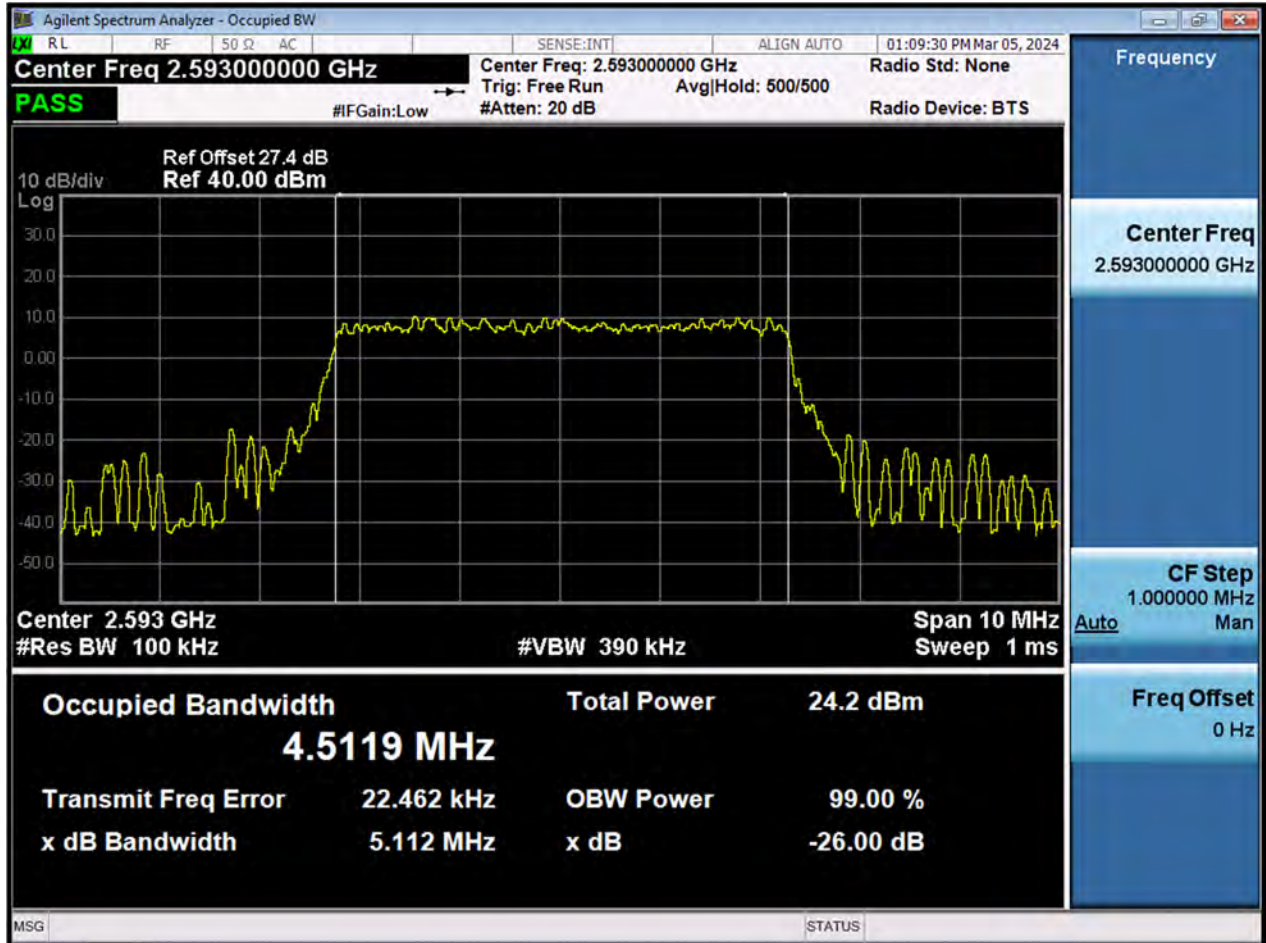 Agilent Spectrum Analyzer - Occupied BW
LXI RL RF 50 Ω AC SENSE:INT ALIGN AUTO 01:09:30 PM Mar 05, 2024
Center Freq 2.593000000 GHz
Center Freq: 2.593000000 GHz
Radio Std: None
Trig: Free Run Avg|Hold: 500/500
PASS
#IFGain:Low
#Atten: 20 dB
Radio Device: BTS
Ref Offset 27.4 dB
10 dB/div Ref 40.00 dBm
Log
30.0
20.0
10.0
0.00
-10.0
-20.0
-30.0
-40.0
-50.0
Center 2.593 GHz Span 10 MHz
#Res BW 100 kHz #VBW 390 kHz Sweep 1 ms
Occupied Bandwidth Total Power 24.2 dBm
4.5119 MHz
Transmit Freq Error 22.462 kHz OBW Power 99.00 %
x dB Bandwidth 5.112 MHz x dB -26.00 dB
MSG STATUS
Frequency
Center Freq
2.593000000 GHz
CF Step
1.000000 MHz
Auto Man
Freq Offset
0 Hz